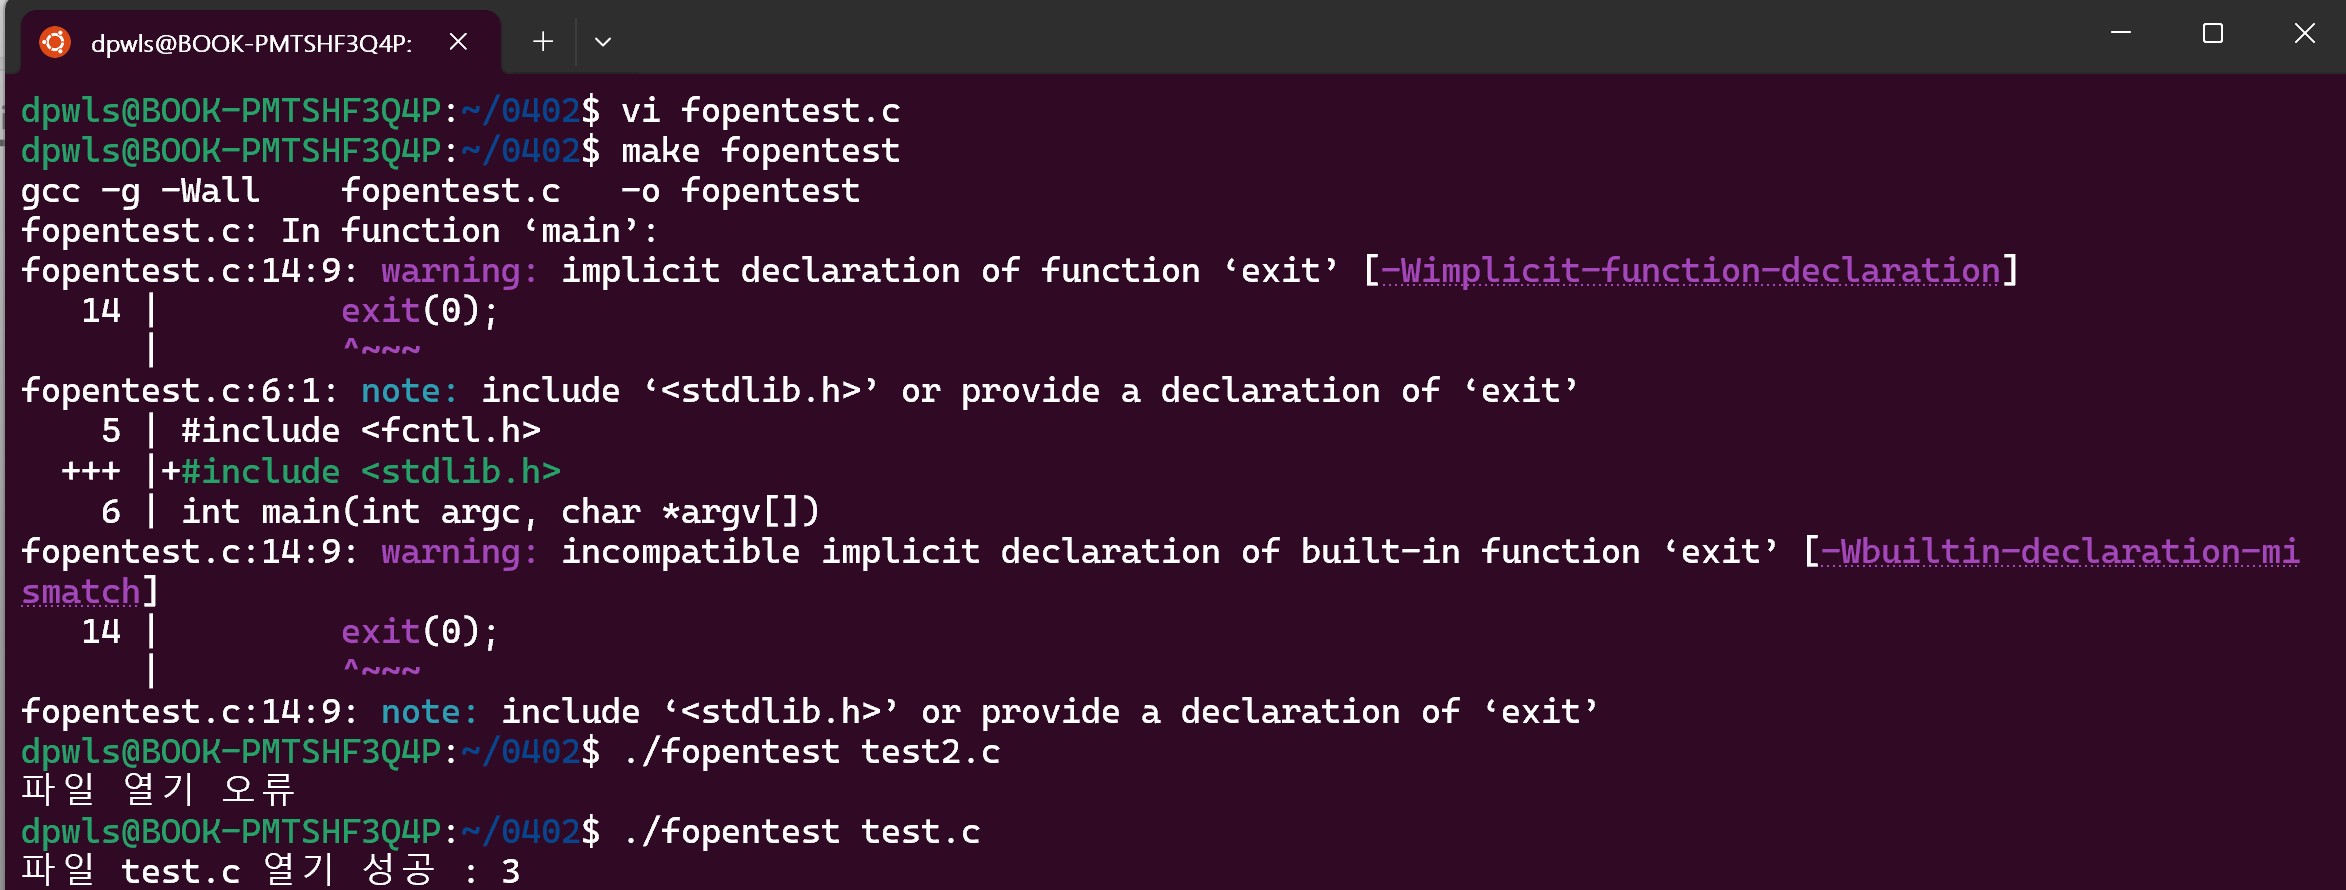 dpwls@BOOK-PMTSHF3Q4P:
dpwls@BOOK-PMTSHF3Q4P:~/0402$ vi fopentest.c
dpwls@BOOK-PMTSHF3Q4P:~/0402$ make fopentest
gcc -g -Wall    fopentest.c   -o fopentest
fopentest.c: In function ‘main’:
fopentest.c:14:9: warning: implicit declaration of function ‘exit’ [-Wimplicit-function-declaration]
   14 |         exit(0);
      |         ^~~~
fopentest.c:6:1: note: include ‘<stdlib.h>’ or provide a declaration of ‘exit’
    5 | #include <fcntl.h>
  +++ |+#include <stdlib.h>
    6 | int main(int argc, char *argv[])
fopentest.c:14:9: warning: incompatible implicit declaration of built-in function ‘exit’ [-Wbuiltin-declaration-mi
smatch]
   14 |         exit(0);
      |         ^~~~
fopentest.c:14:9: note: include ‘<stdlib.h>’ or provide a declaration of ‘exit’
dpwls@BOOK-PMTSHF3Q4P:~/0402$ ./fopentest test2.c
파일 열기 오류
dpwls@BOOK-PMTSHF3Q4P:~/0402$ ./fopentest test.c
파일 test.c 열기 성공 : 3